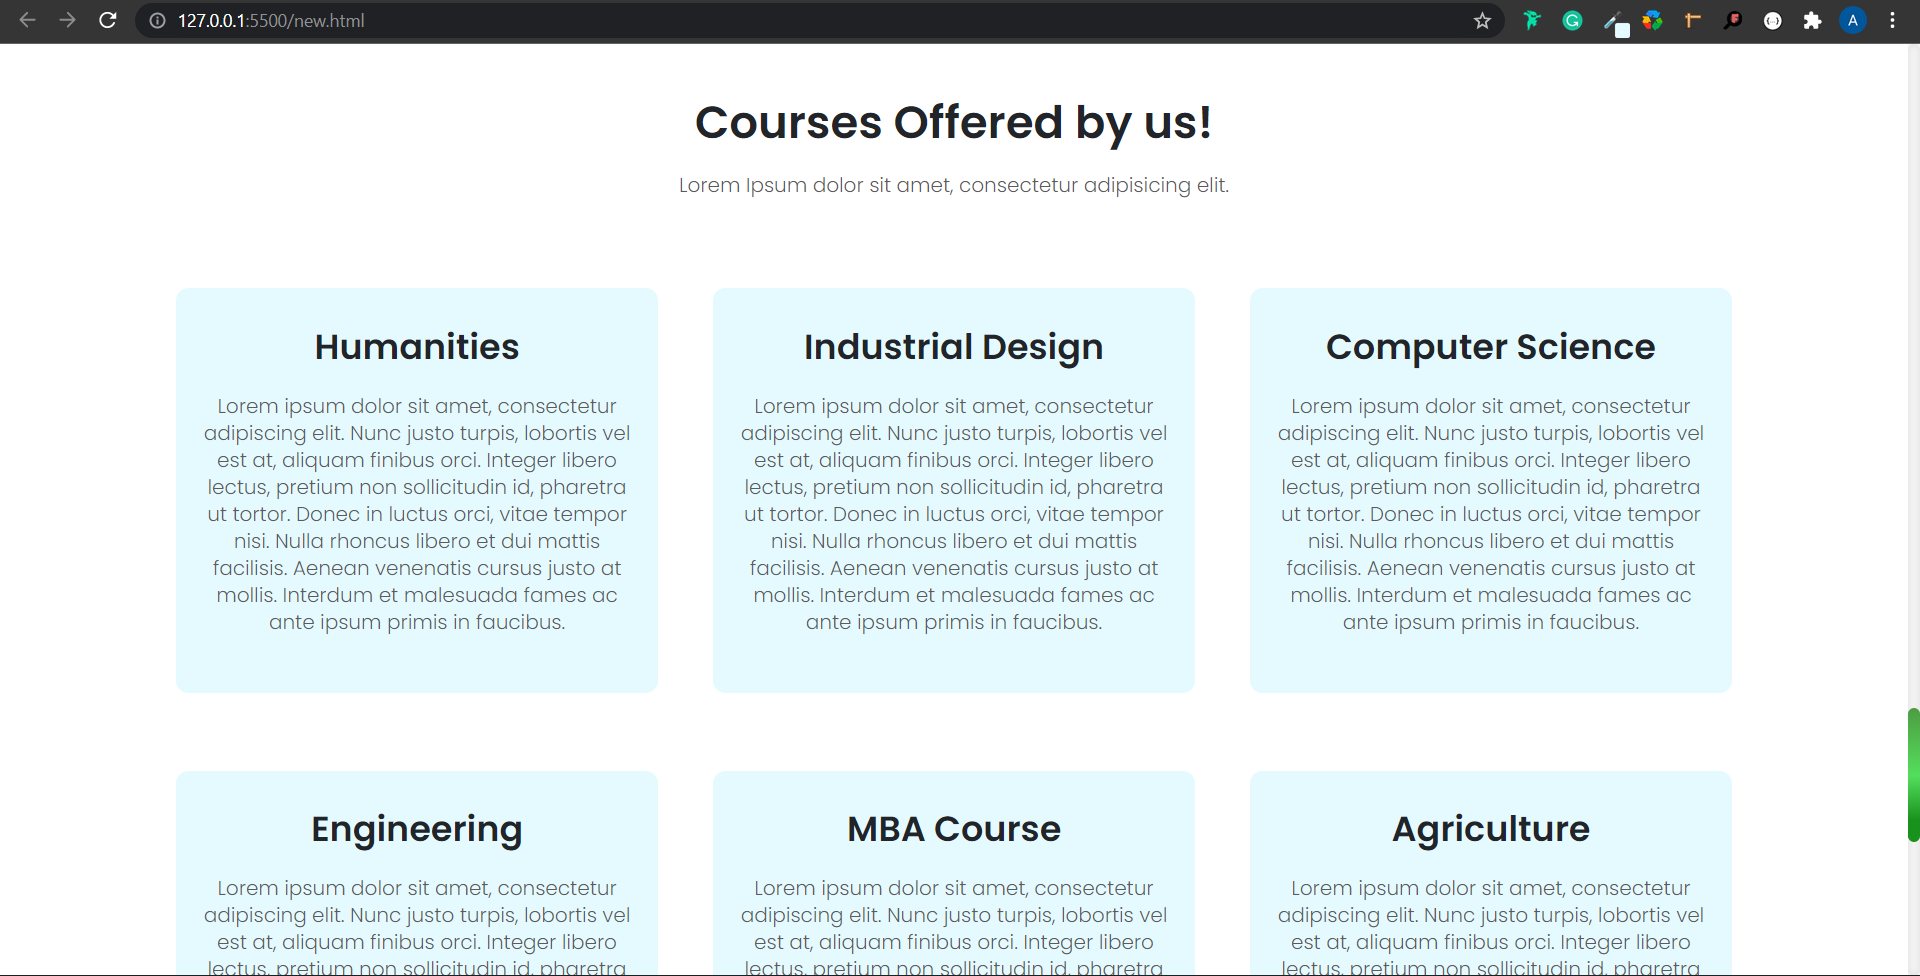 127.0.0.1:5500/new.html
A
Courses Offered by us!
Lorem Ipsum dolor sit amet, consectetur adipisicing elit.
Humanities
Lorem ipsum dolor sit amet, consectetur
adipiscing elit. Nunc justo turpis, lobortis vel
est at, aliquam finibus orci. Integer libero
lectus, pretium non sollicitudin id, pharetra
ut tortor. Donec in luctus orci, vitae tempor
nisi. Nulla rhoncus libero et dui mattis
facilisis. Aenean venenatis cursus justo at
mollis. Interdum et malesuada fames ac
ante ipsum primis in faucibus.
Industrial Design
Lorem ipsum dolor sit amet, consectetur
adipiscing elit. Nunc justo turpis, lobortis vel
est at, aliquam finibus orci. Integer libero
lectus, pretium non sollicitudin id, pharetra
ut tortor. Donec in luctus orci, vitae tempor
nisi. Nulla rhoncus libero et dui mattis
facilisis. Aenean venenatis cursus justo at
mollis. Interdum et malesuada fames ac
ante ipsum primis in faucibus.
Computer Science
Lorem ipsum dolor sit amet, consectetur
adipiscing elit. Nunc justo turpis, lobortis vel
est at, aliquam finibus orci. Integer libero
lectus, pretium non sollicitudin id, pharetra
ut tortor. Donec in luctus orci, vitae tempor
nisi. Nulla rhoncus libero et dui mattis
facilisis. Aenean venenatis cursus justo at
mollis. Interdum et malesuada fames ac
ante ipsum primis in faucibus.
Engineering
Lorem ipsum dolor sit amet, consectetur
adipiscing elit. Nunc justo turpis, lobortis vel
est at, aliquam finibus orci. Integer libero
lectus, pretium non sollicitudin id, pharetra
MBA Course
Lorem ipsum dolor sit amet, consectetur
adipiscing elit. Nunc justo turpis, lobortis vel
est at, aliquam finibus orci. Integer libero
lectus, pretium non sollicitudin id, pharetra
Agriculture
Lorem ipsum dolor sit amet, consectetur
adipiscing elit. Nunc justo turpis, lobortis vel
est at, aliquam finibus orci. Integer libero
lectus, pretium non sollicitudin id, pharetra